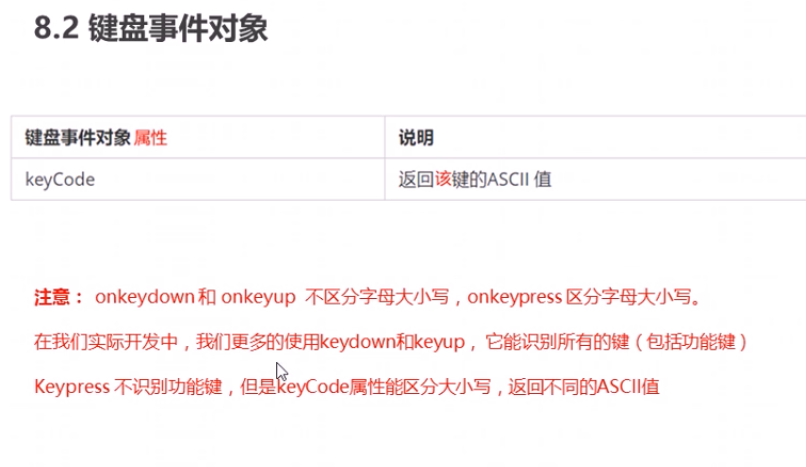 8.2 键盘事件对象
键盘事件对象 属性 说明
keyCode 返回该键的ASCII 值
注意： onkeydown 和 onkeyup 不区分字母大小写，onkeypress 区分字母大小写。
在我们实际开发中，我们更多的使用keydown和keyup， 它能识别所有的键（包括功能键）
Keypress 不识别功能键，但是keyCode属性能区分大小写，返回不同的ASCII值